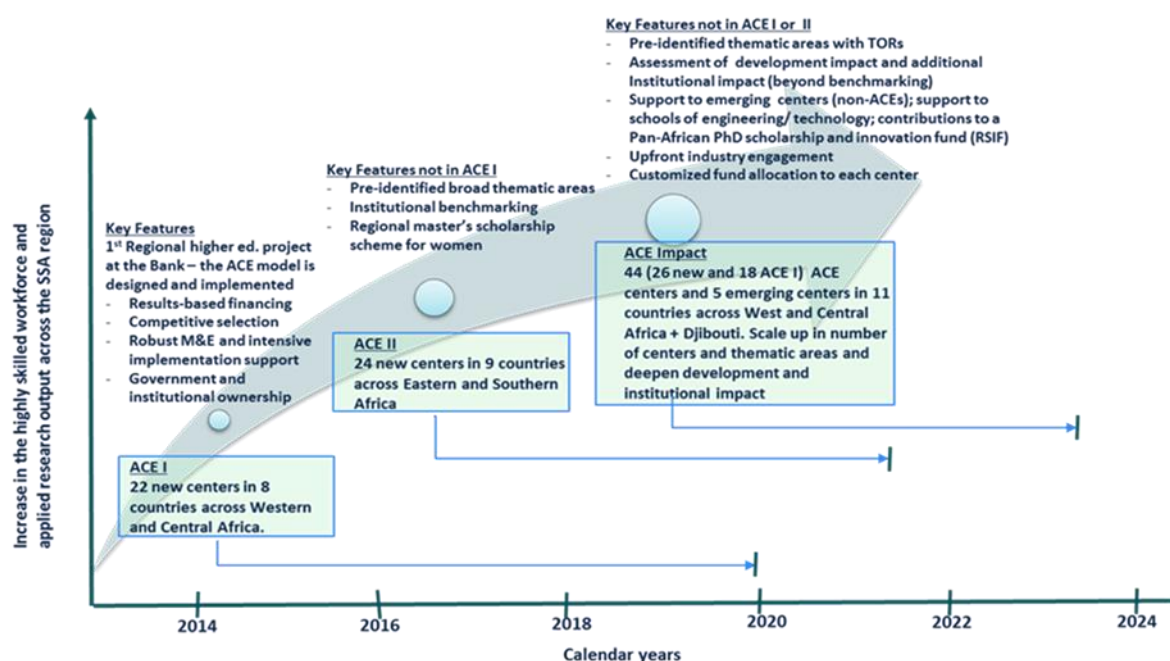 Key Features not in ACE I or II
- Pre-identified thematic areas with TORs
- Assessment of development impact and additional
Institutional impact (beyond benchmarking)
- Support to emerging centers (non-ACEs); support to
schools of engineering/ technology; contributions to a
Pan-African PhD scholarship and innovation fund (RSIF)
- Upfront industry engagement
- Customized fund allocation to each center
Key Features not in ACE I
- Pre-identified broad thematic areas
- Institutional benchmarking
- Regional master's scholarship
scheme for women
Key Features
1st Regional higher ed. project
at the Bank – the ACE model is
designed and implemented
- Results-based financing
- Competitive selection
- Robust M&E and intensive
implementation support
- Government and
institutional ownership
ACE Impact
44 (26 new and 18 ACE I) ACE
centers and 5 emerging centers in 11
countries across West and Central
Africa + Djibouti. Scale up in number
of centers and thematic areas and
deepen development and
institutional impact
ACE II
24 new centers in 9 countries
across Eastern and Southern
Africa
ACE I
22 new centers in 8
countries across Western
and Central Africa.
Increase in the highly skilled workforce and
applied research output across the SSA region
2014
2016
2018
2020
2022
2024
Calendar years